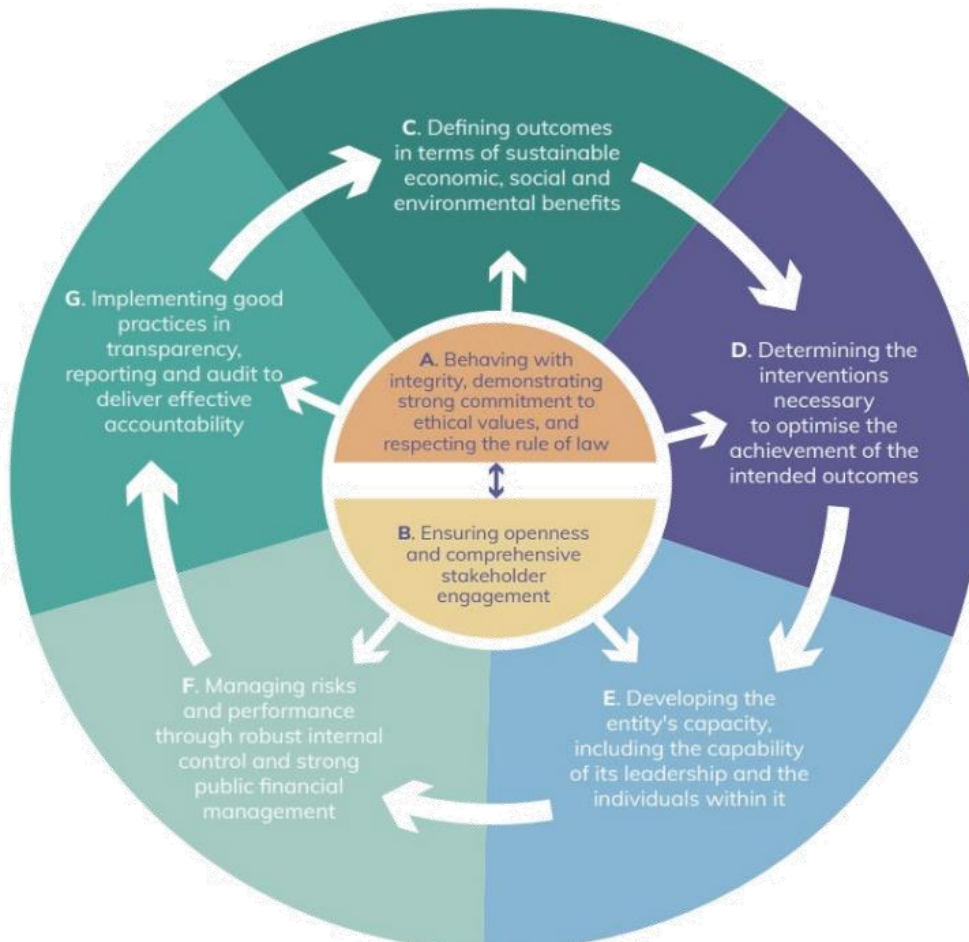 C. Defining outcomes
in terms of sustainable
economic, social and
environmental benefits
G. Implementing good
practices in
transparency,
reporting and audit to
deliver effective
accountability
A. Behaving with
integrity, demonstrating
strong commitment to
ethical values, and
respecting the rule of law
D. Determining the
interventions
necessary
to optimise the
achievement of the
intended outcomes
B. Ensuring openness
and comprehensive
stakeholder
engagement
F. Managing risks
and performance
through robust internal
control and strong
public financial
management
E. Developing the
entity's capacity,
including the capability
of its leadership and the
individuals within it